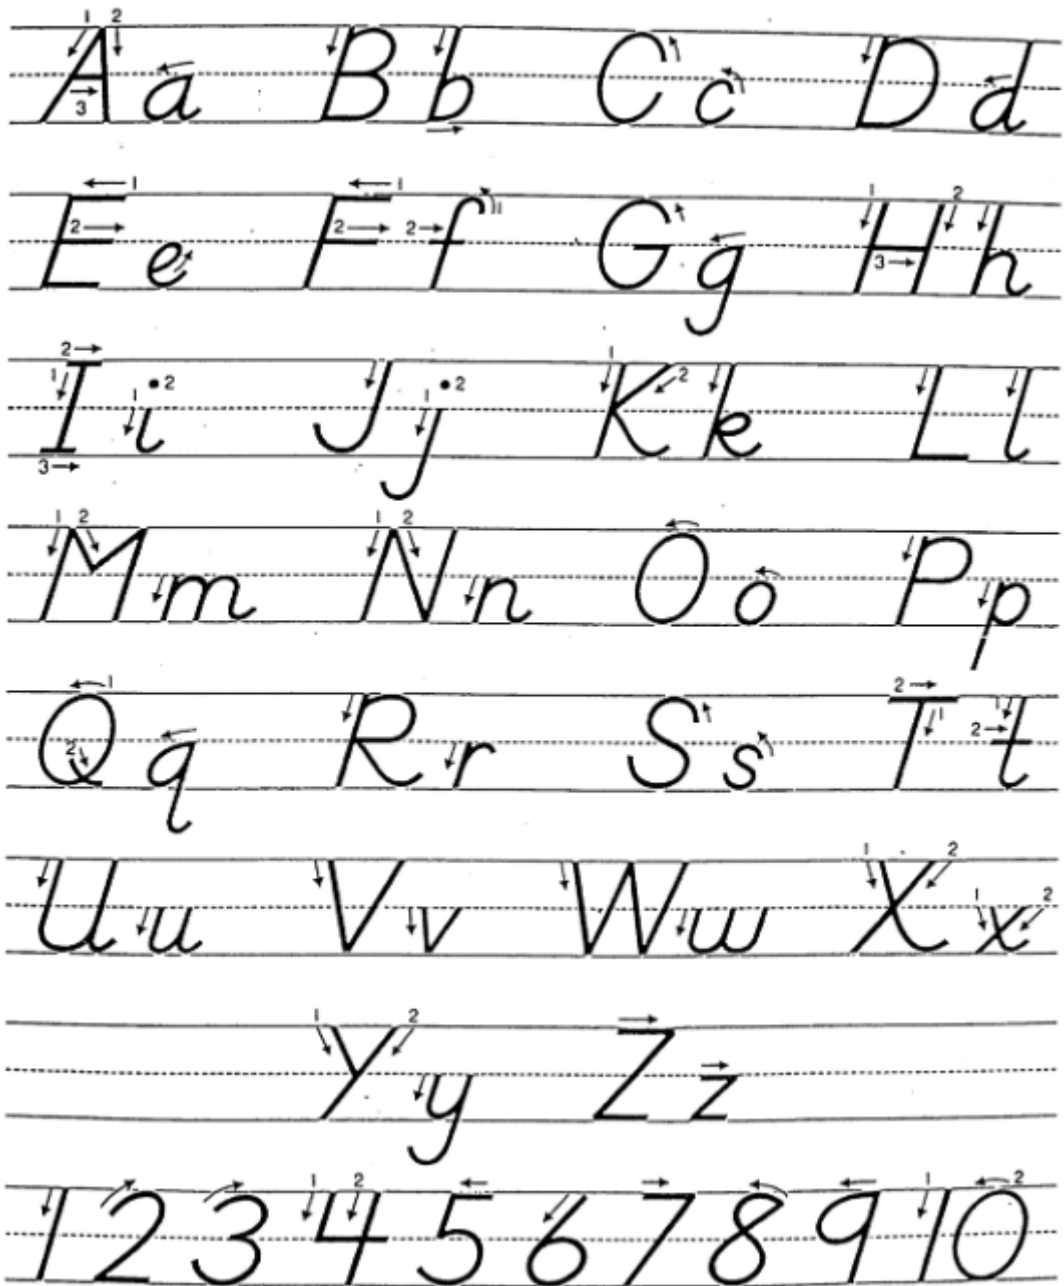 Aa Bb Cc Dd
Ee Ff Gg Hh
Ii Jj Kk Ll
Mm Nn Oo Pp
Qq Rr Ss Tt
Uu Vv Ww Xx
Yy Zz
1 2 3 4 5 6 7 8 9 10